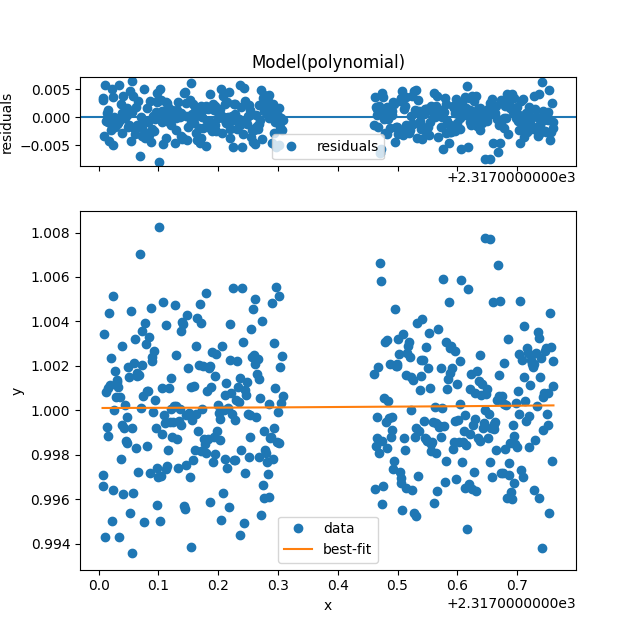 Model(polynomial)
residuals
0.005
0.000
−0.005
residuals
+2.3170000000e3
y
1.008
1.006
1.004
1.002
1.000
0.998
0.996
0.994
data
best-fit
0.0 0.1 0.2 0.3 0.4 0.5 0.6 0.7
x
+2.3170000000e3